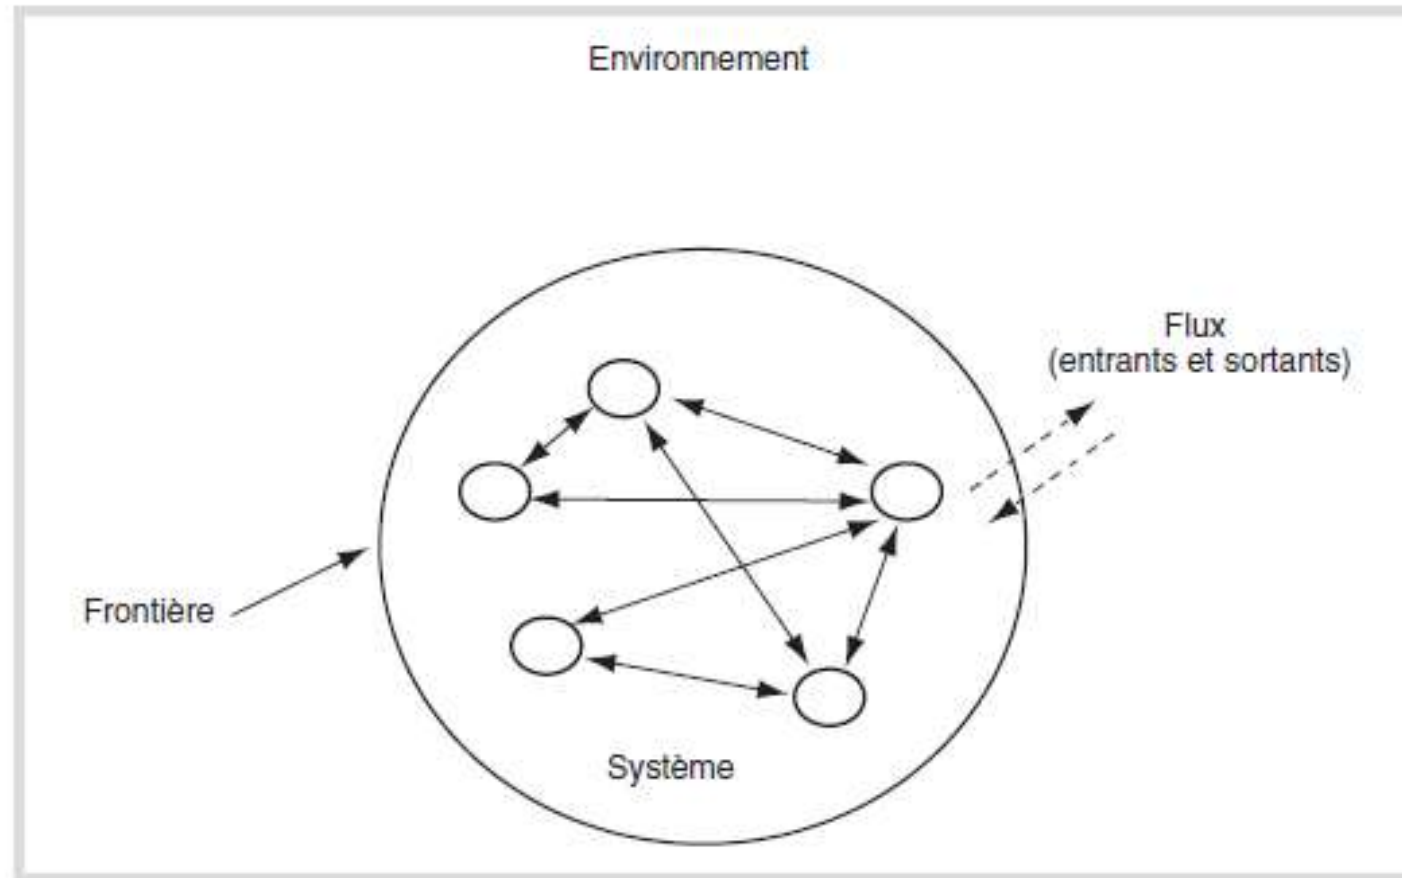 Environnement
Flux
(entrants et sortants)
Frontière
Système